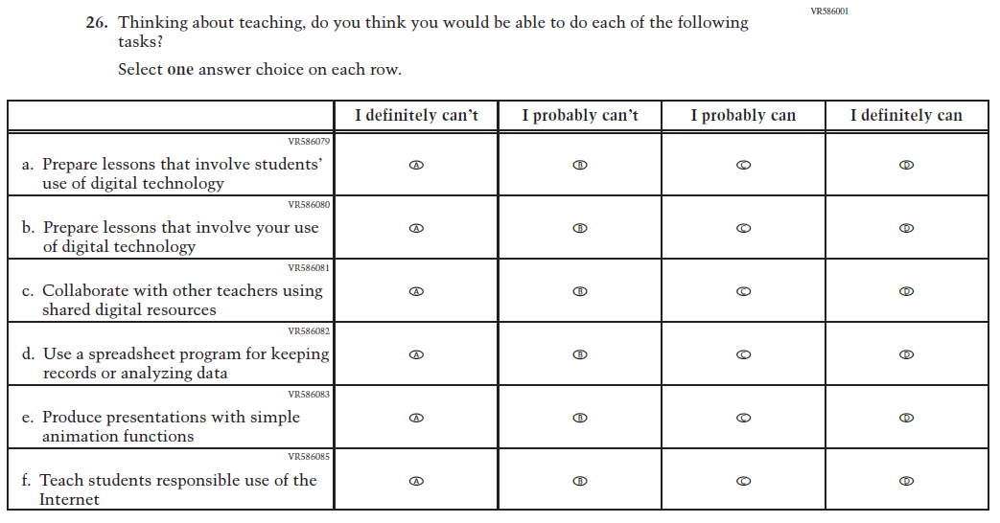 VR586001
26. Thinking about teaching, do you think you would be able to do each of the following
tasks?
Select one answer choice on each row.
I definitely can’t I probably can’t I probably can I definitely can
VR586079
a. Prepare lessons that involve students’
use of digital technology
A B C D
VR586080
b. Prepare lessons that involve your use
of digital technology
A B C D
VR586081
c. Collaborate with other teachers using
shared digital resources
A B C D
VR586082
d. Use a spreadsheet program for keeping
records or analyzing data
A B C D
VR586083
e. Produce presentations with simple
animation functions
A B C D
VR586085
f. Teach students responsible use of the
Internet
A B C D